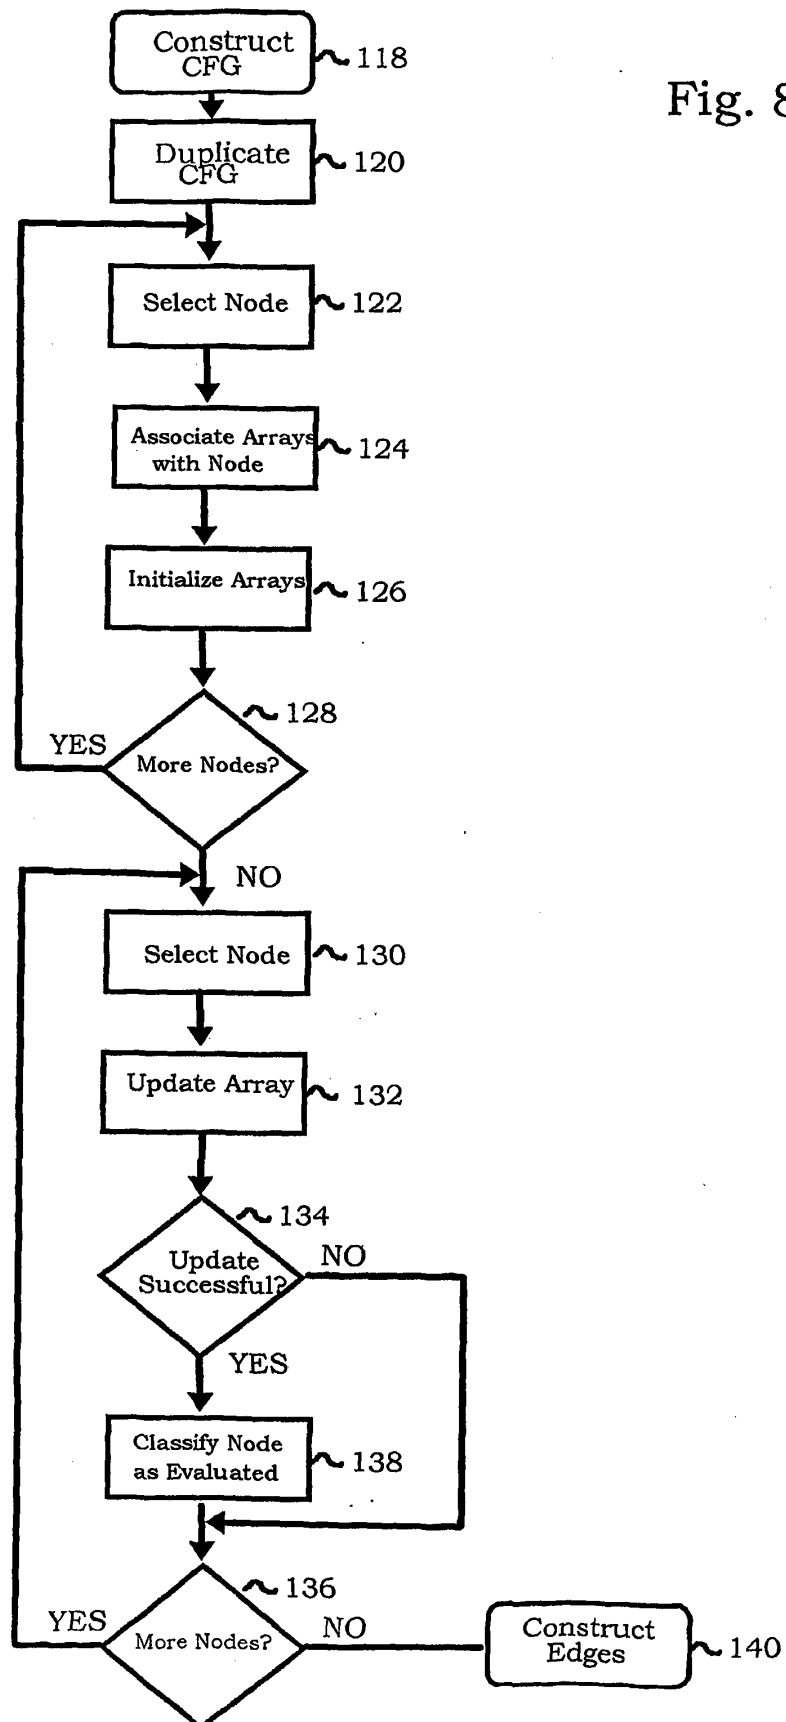 Construct
CFG
118
Fig. 8
Duplicate
CFG
120
Select Node
122
Associate Arrays
with Node
124
Initialize Arrays
126
128
YES
More Nodes?
NO
Select Node
130
Update Array
132
134
Update
Successful?
NO
YES
Classify Node
as Evaluated
138
136
YES
More Nodes?
NO
Construct
Edges
140